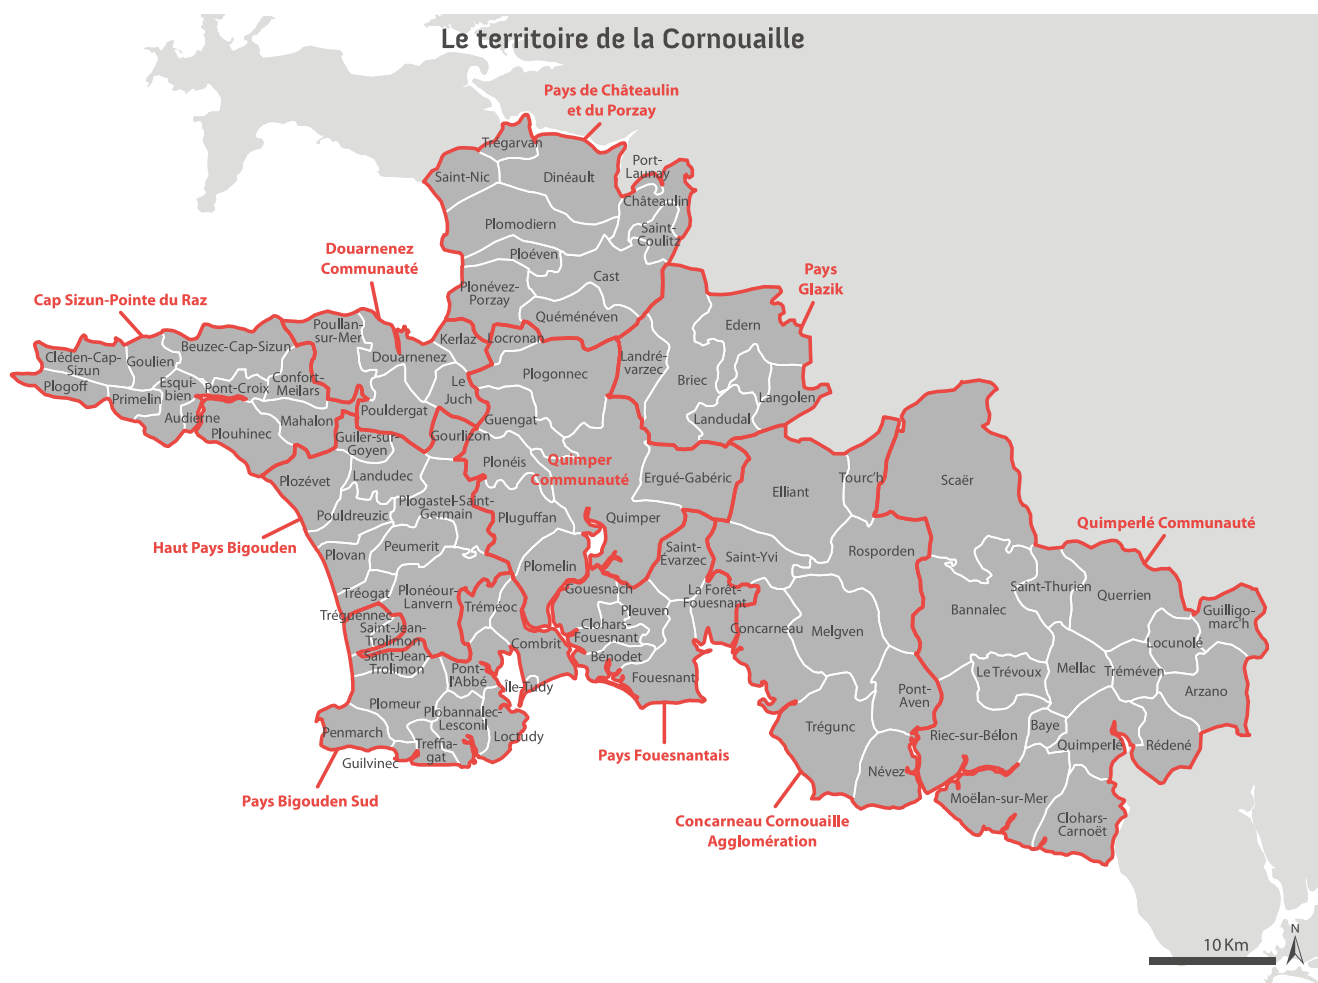 Le territoire de la Cornouaille
Pays de Châteaulin
et du Porzay
Trégarvan
Port-
Launay
Saint-Nic
Dinéault
Châteaulin
Plomodiern
Saint-
Coulitz
Douarnenez
Communauté
Ploéven
Cast
Pays
Glazik
Plonévez-
Porzay
Cap Sizun-Pointe du Raz
Quéménéven
Edern
Poullan-
sur-Mer
Kerlaz
Locronan
Beuzec-Cap-Sizun
Cléden-Cap-
Sizun
Goulien
Douarnenez
Landré-
varzec
Plogonnec
Briec
Plogoff
Esqui-
bien
Pont-Croix
Confort-
Meilars
Le
Juch
Primelin
Langolen
Audierne
Mahalon
Pouldergat
Guengat
Landudal
Plouhinec
Guiler-sur-
Goyen
Gourlizon
Plonéis
Quimper
Communauté
Plozévet
Landudec
Ergué-Gabéric
Elliant
Tourc'h
Scaër
Plogastel-Saint-
Germain
Pouldreuzic
Pluguffan
Quimper
Quimperlé Communauté
Haut Pays Bigouden
Plovan
Peumerit
Saint-
Évarzec
Saint-Yvi
Rosporden
Plomelin
Tréogat
Plonéour-
Lanvern
Gouesnach
La Forêt-
Fouesnant
Saint-Thurien
Querrien
Tréguennec
Tréméoc
Pleuven
Bannalec
Guilligo-
marc'h
Saint-Jean-
Trolimon
Clohars-
Fouesnant
Concarneau
Melgven
Combrit
Locunolé
Saint-Jean-
Trolimon
Bénodet
Pont-
l'Abbé
Fouesnant
Le Trévoux
Mellac
Tréméven
Île-Tudy
Pont-
Aven
Arzano
Plomeur
Plobannalec-
Lesconil
Trégunc
Baye
Penmarch
Loctudy
Riec-sur-Bélon
Quimperlé
Rédené
Treffia-
gat
Guilvinec
Pays Fouesnantais
Névez
Pays Bigouden Sud
Moëlan-sur-Mer
Concarneau Cornouaille
Agglomération
Clohars-
Carnoët
N
10 Km